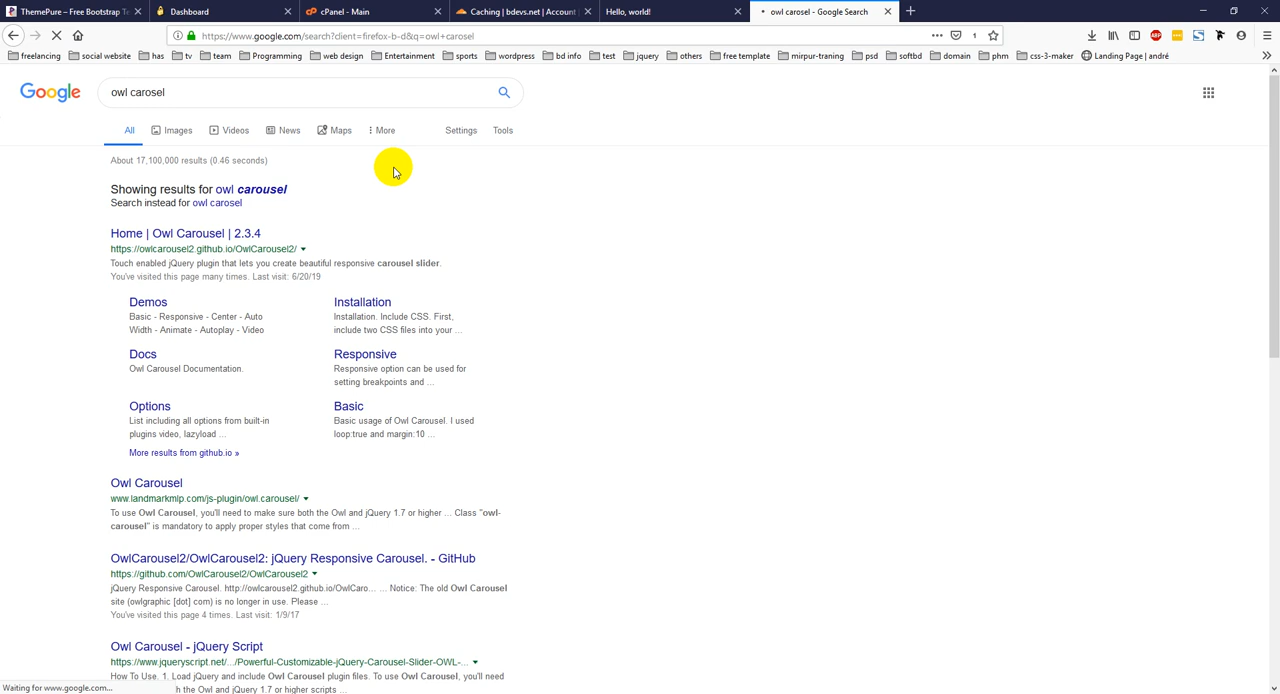 ThemePure – Free Bootstrap Te
Dashboard
cPanel - Main
Caching | bdevs.net | Account
Hello, world!
owl carosel - Google Search
https://www.google.com/search?client=firefox-b-d&q=owl+carosel
1
freelancing
social website
has
tv
team
Programming
web design
Entertainment
sports
wordpress
bd info
test
jquery
others
free template
mirpur-traning
psd
softbd
domain
phm
css-3-maker
Landing Page | andré
Google
owl carosel
All
Images
Videos
News
Maps
More
Settings
Tools
About 17,100,000 results (0.46 seconds)
Showing results for owl carousel
Search instead for owl carosel
Home | Owl Carousel | 2.3.4
https://owlcarousel2.github.io/OwlCarousel2/
Touch enabled jQuery plugin that lets you create beautiful responsive carousel slider.
You've visited this page many times. Last visit: 6/20/19
Demos
Basic - Responsive - Center - Auto
Width - Animate - Autoplay - Video
Installation
Installation. Include CSS. First,
include two CSS files into your ...
Docs
Owl Carousel Documentation.
Responsive
Responsive option can be used for
setting breakpoints and ...
Options
List including all options from built-in
plugins video, lazyload ...
Basic
Basic usage of Owl Carousel. I used
loop:true and margin:10 ...
More results from github.io »
Owl Carousel
www.landmarkmlp.com/js-plugin/owl.carousel/
To use Owl Carousel, you'll need to make sure both the Owl and jQuery 1.7 or higher ... Class "owl-
carousel" is mandatory to apply proper styles that come from ...
OwlCarousel2/OwlCarousel2: jQuery Responsive Carousel. - GitHub
https://github.com/OwlCarousel2/OwlCarousel2
jQuery Responsive Carousel. http://owlcarousel2.github.io/OwlCaro... ... Notice: The old Owl Carousel
site (owlgraphic [dot] com) is no longer in use. Please ...
You've visited this page 4 times. Last visit: 1/9/17
Owl Carousel - jQuery Script
https://www.jqueryscript.net/.../Powerful-Customizable-jQuery-Carousel-Slider-OWL-...
How To Use. 1. Load jQuery and include Owl Carousel plugin files. To use Owl Carousel, you'll need
h the Owl and jQuery 1.7 or higher scripts ...
Waiting for www.google.com...